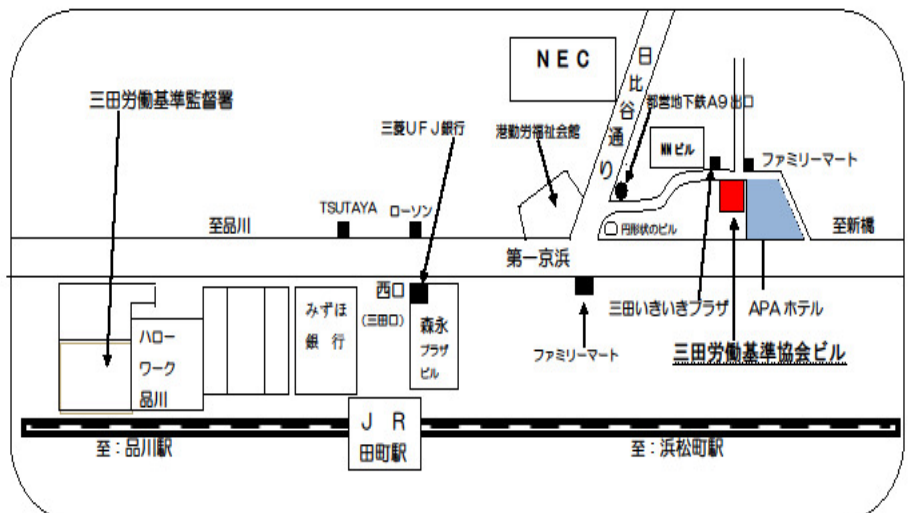 NEC
日比谷通り
三田労働基準監督署
都営地下鉄A9出口
三菱UFJ銀行
港勤労福祉会館
NNビル
ファミリーマート
TSUTAYA
ローソン
至品川
円形状のビル
至新橋
第一京浜
西口
(三田口)
みずほ
銀行
森永
プラザ
ビル
三田いきいきプラザ
APAホテル
ハロー
ワーク
品川
ファミリーマート
三田労働基準協会ビル
JR
田町駅
至:品川駅
至:浜松町駅